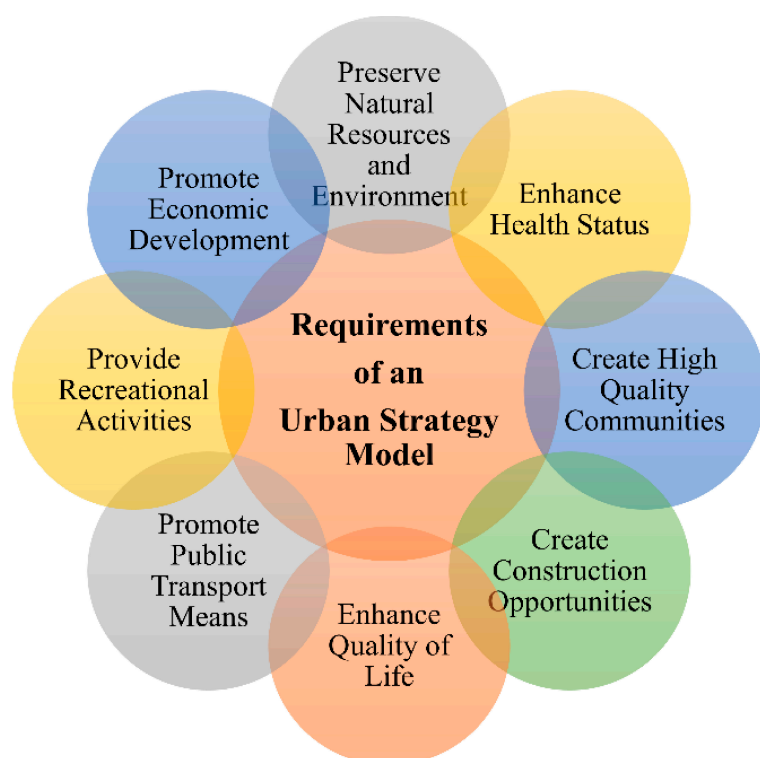 Preserve
Natural
Resources
and
Environment
Enhance
Health Status
Create High
Quality
Communities
Create
Construction
Opportunities
Enhance
Quality of
Life
Promote
Public
Transport
Means
Provide
Recreational
Activities
Promote
Economic
Development
Requirements
of an
Urban Strategy
Model